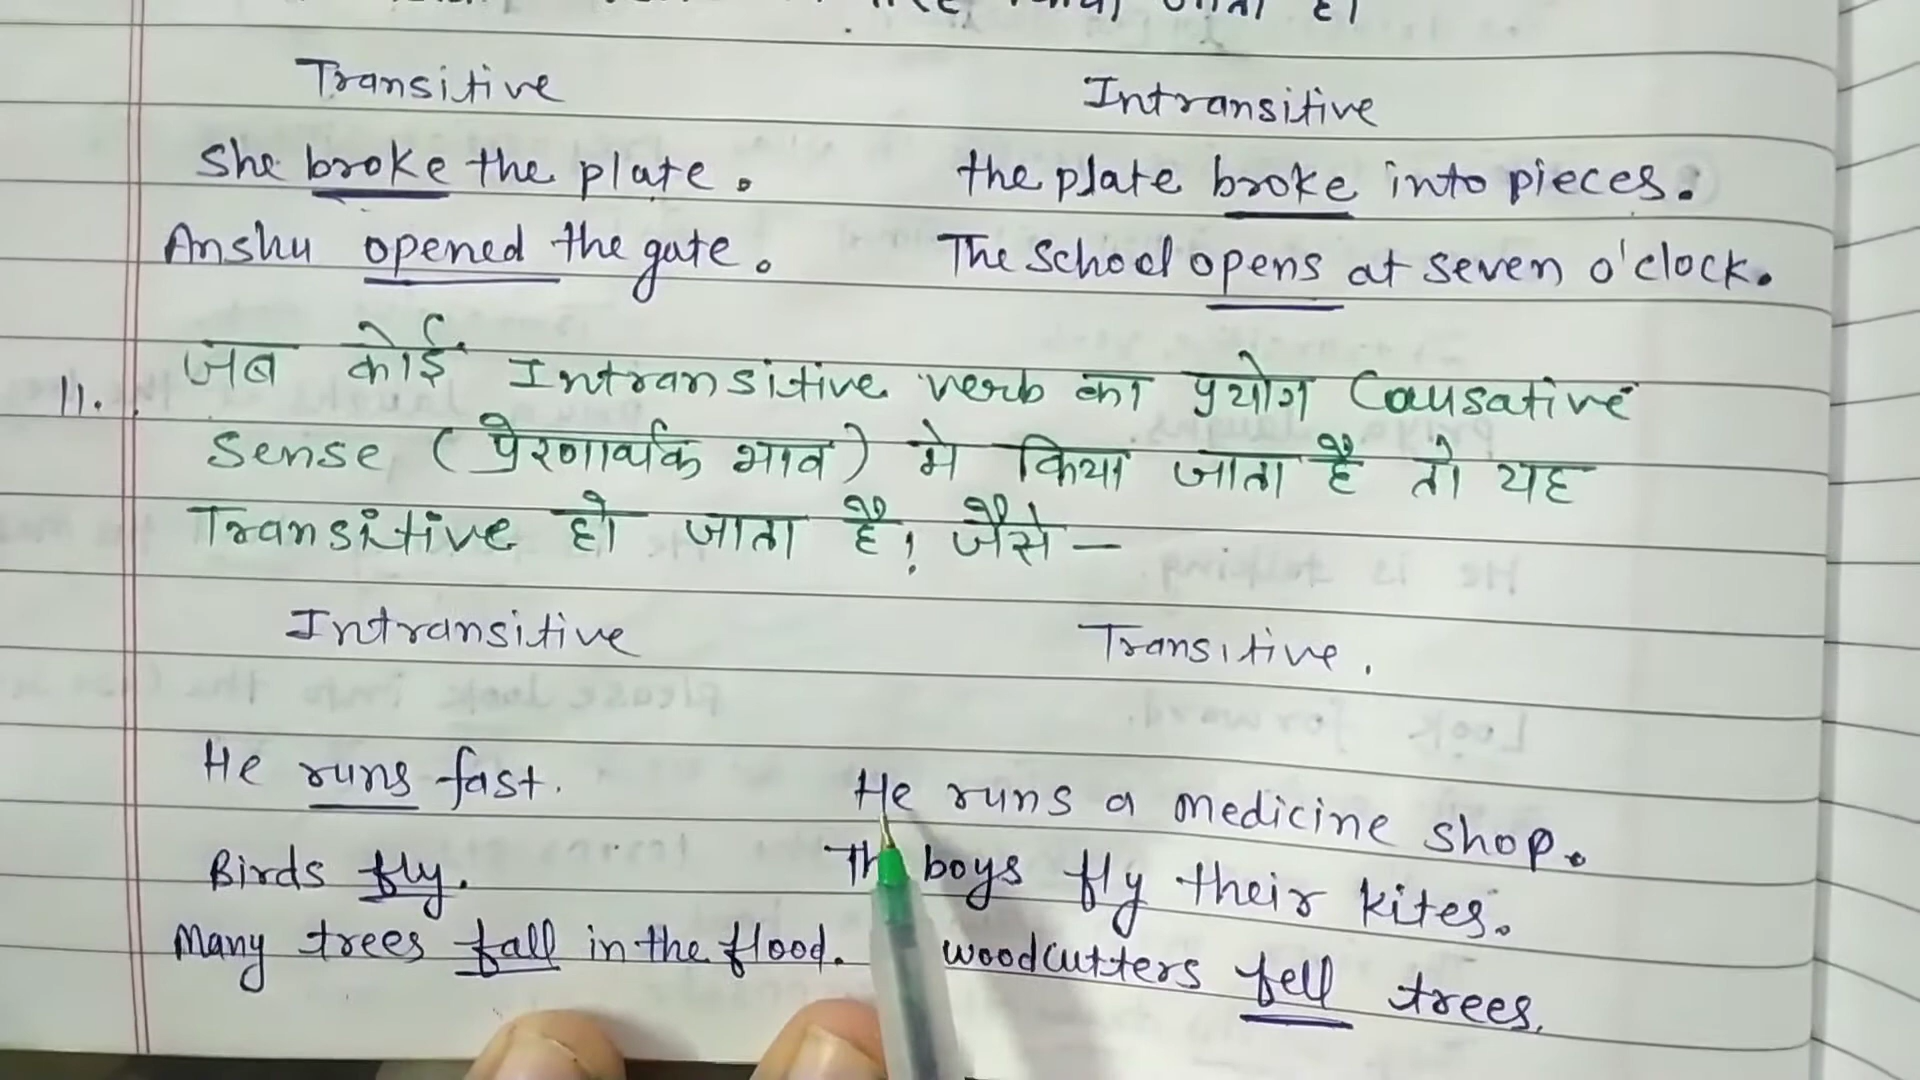 जाता है।
Transitive Intransitive
She broke the plate. the plate broke into pieces.
Anshu opened the gate. The School opens at seven o'clock.
11. जब कोई Intransitive verb का प्रयोग Causative
Sense (प्रेरणार्थक भाव) मे किया जाता है तो यह
Transitive हो जाता है, जैसे —
Intransitive Transitive.
He runs fast. He runs a medicine shop.
Birds fly. boys fly their kites.
Many trees fall in the flood. woodcutters fell trees.